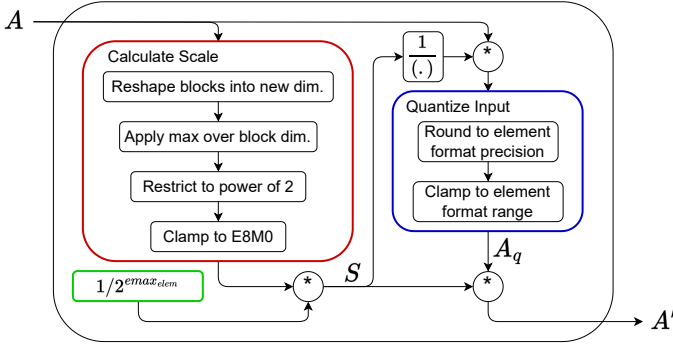 A
Calculate Scale
Reshape blocks into new dim.
Apply max over block dim.
Restrict to power of 2
Clamp to E8M0
1/2^{emax_{elem}}
*
S
1
(.)
*
Quantize Input
Round to element
format precision
Clamp to element
format range
A_q
*
A'